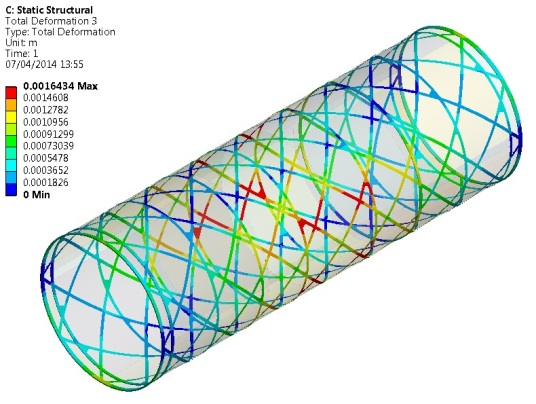 C: Static Structural
Total Deformation 3
Type: Total Deformation
Unit: m
Time: 1
07/04/2014 13:55
0.0016434 Max
0.0014608
0.0012782
0.0010956
0.00091299
0.00073039
0.0005478
0.0003652
0.0001826
0 Min